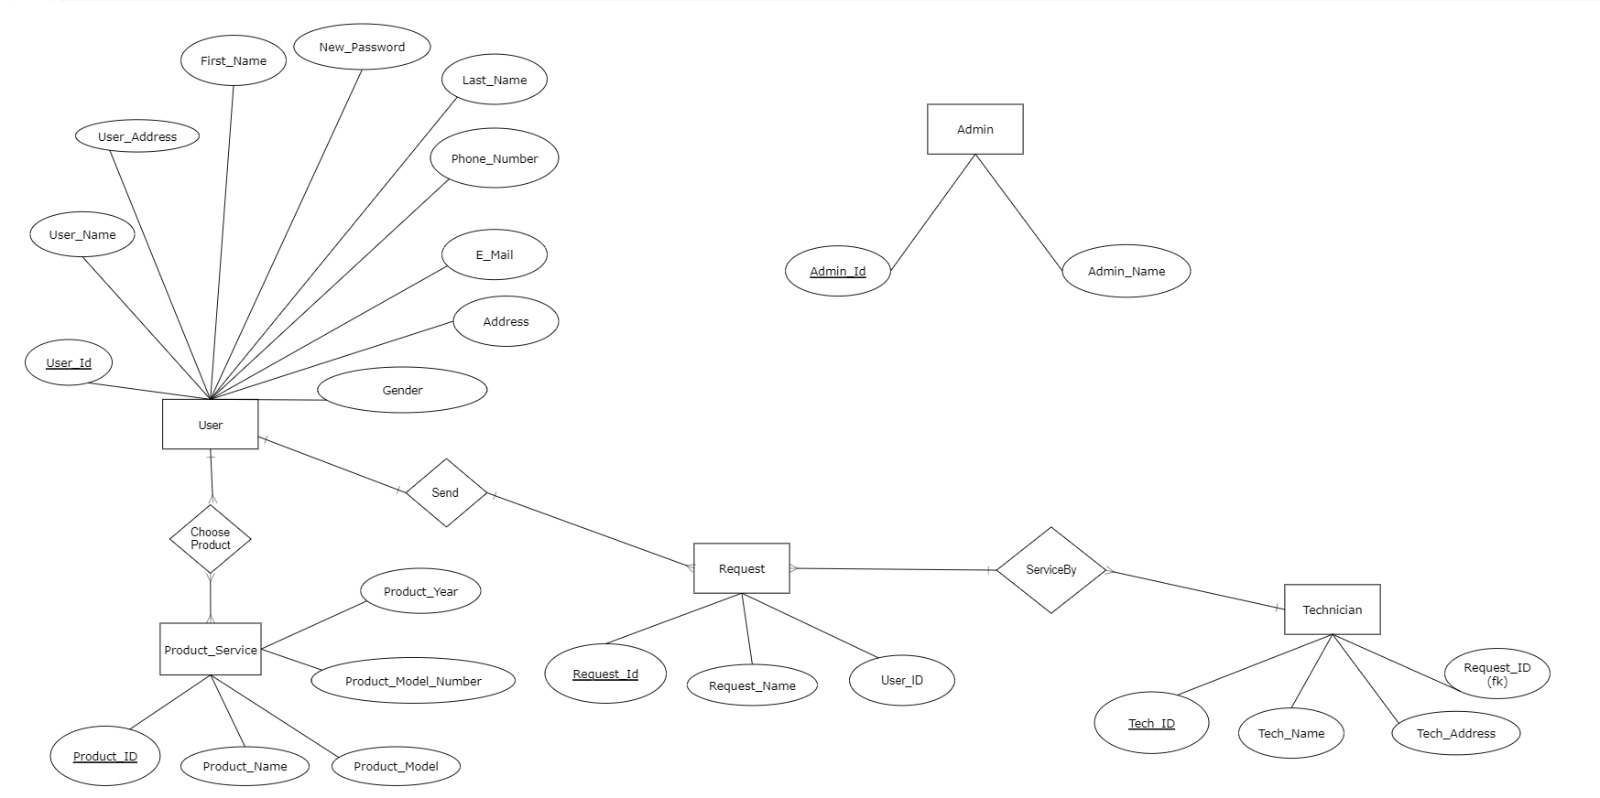 New_Password
First_Name
Last_Name
User_Address
Phone_Number
Admin
User_Name
E_Mail
Admin_Id
Admin_Name
Address
User_Id
Gender
User
Send
Choose
Product
Request
ServiceBy
Product_Year
Technician
Product_Service
Product_Model_Number
Request_Id
Request_Name
User_ID
Request_ID
(fk)
Tech_ID
Tech_Name
Tech_Address
Product_ID
Product_Name
Product_Model